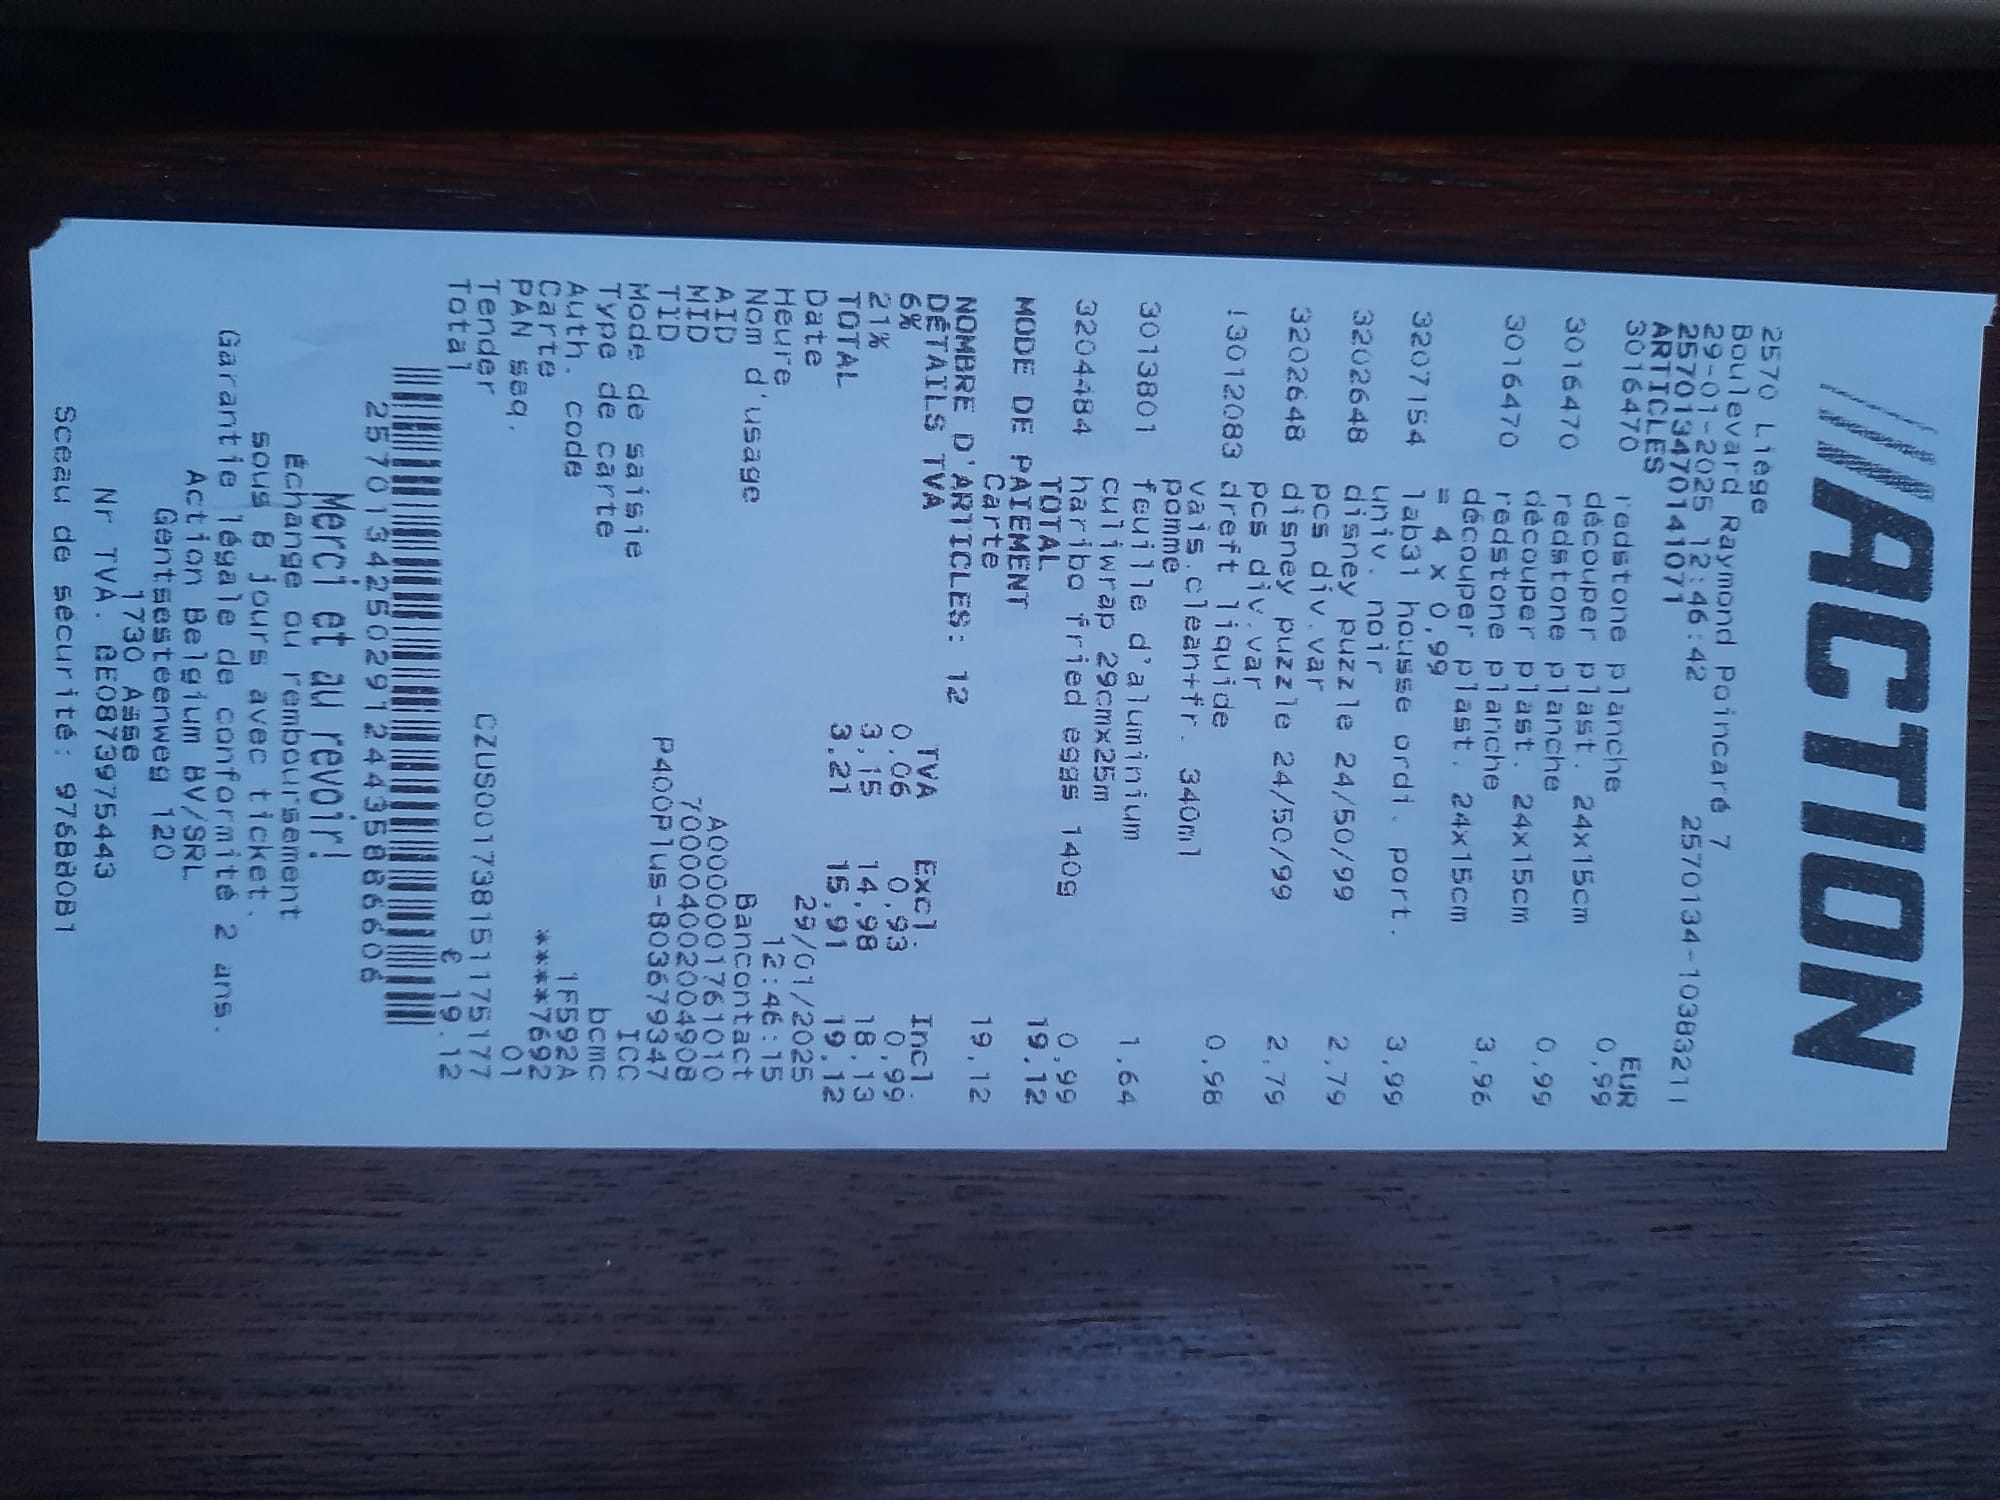 ///ACTION
2570 Liège
Boulevard Raymond Poincaré 7
29-01-2025 12:46:42 2570134-1038321
257013470141071
ARTICLES EUR
3016470 redstone planche 0,99
découper plast. 24x15cm
3016470 redstone planche 0,99
découper plast. 24x15cm
3016470 redstone planche 3,96
découper plast. 24x15cm
= 4 x 0,99
3207154 lab31 housse ordi. port. 3,99
univ. noir
3202648 disney puzzle 24/50/99 2,79
pcs div.var
3202648 disney puzzle 24/50/99 2,79
pcs div.var
!3012083 dreft liquide 0,98
vais.clean+fr. 340ml
pomme
3013801 feuille d'aluminium 1,64
culiwrap 29cmx25m
3204484 haribo fried eggs 140g 0,99
TOTAL 19,12
MODE DE PAIEMENT
Carte 19,12
NOMBRE D'ARTICLES: 12
DÉTAILS TVA TVA Excl. Incl.
6% 0,06 0,93 0,99
21% 3,15 14,98 18,13
TOTAL 3,21 15,91 19,12
Date 29/01/2025
Heure 12:46:15
Nom d'usage Bancontact
AID A00000001761010
MID 700004002004908
TID P400Plus-803679347
Mode de saisie ICC
Type de carte bcmc
Auth. code 1F592A
Carte ****7692
PAN seq. 01
Tender CZUS001738151175177
Total € 19.12
2570134250291244358886606
Merci et au revoir!
Échange ou remboursement
sous 8 jours avec ticket.
Garantie légale de conformité 2 ans.
Action Belgium BV/SRL
Gentsesteenweg 120
1730 Asse
Nr TVA. BE0873975443
Sceau de sécurité: 976B80B1